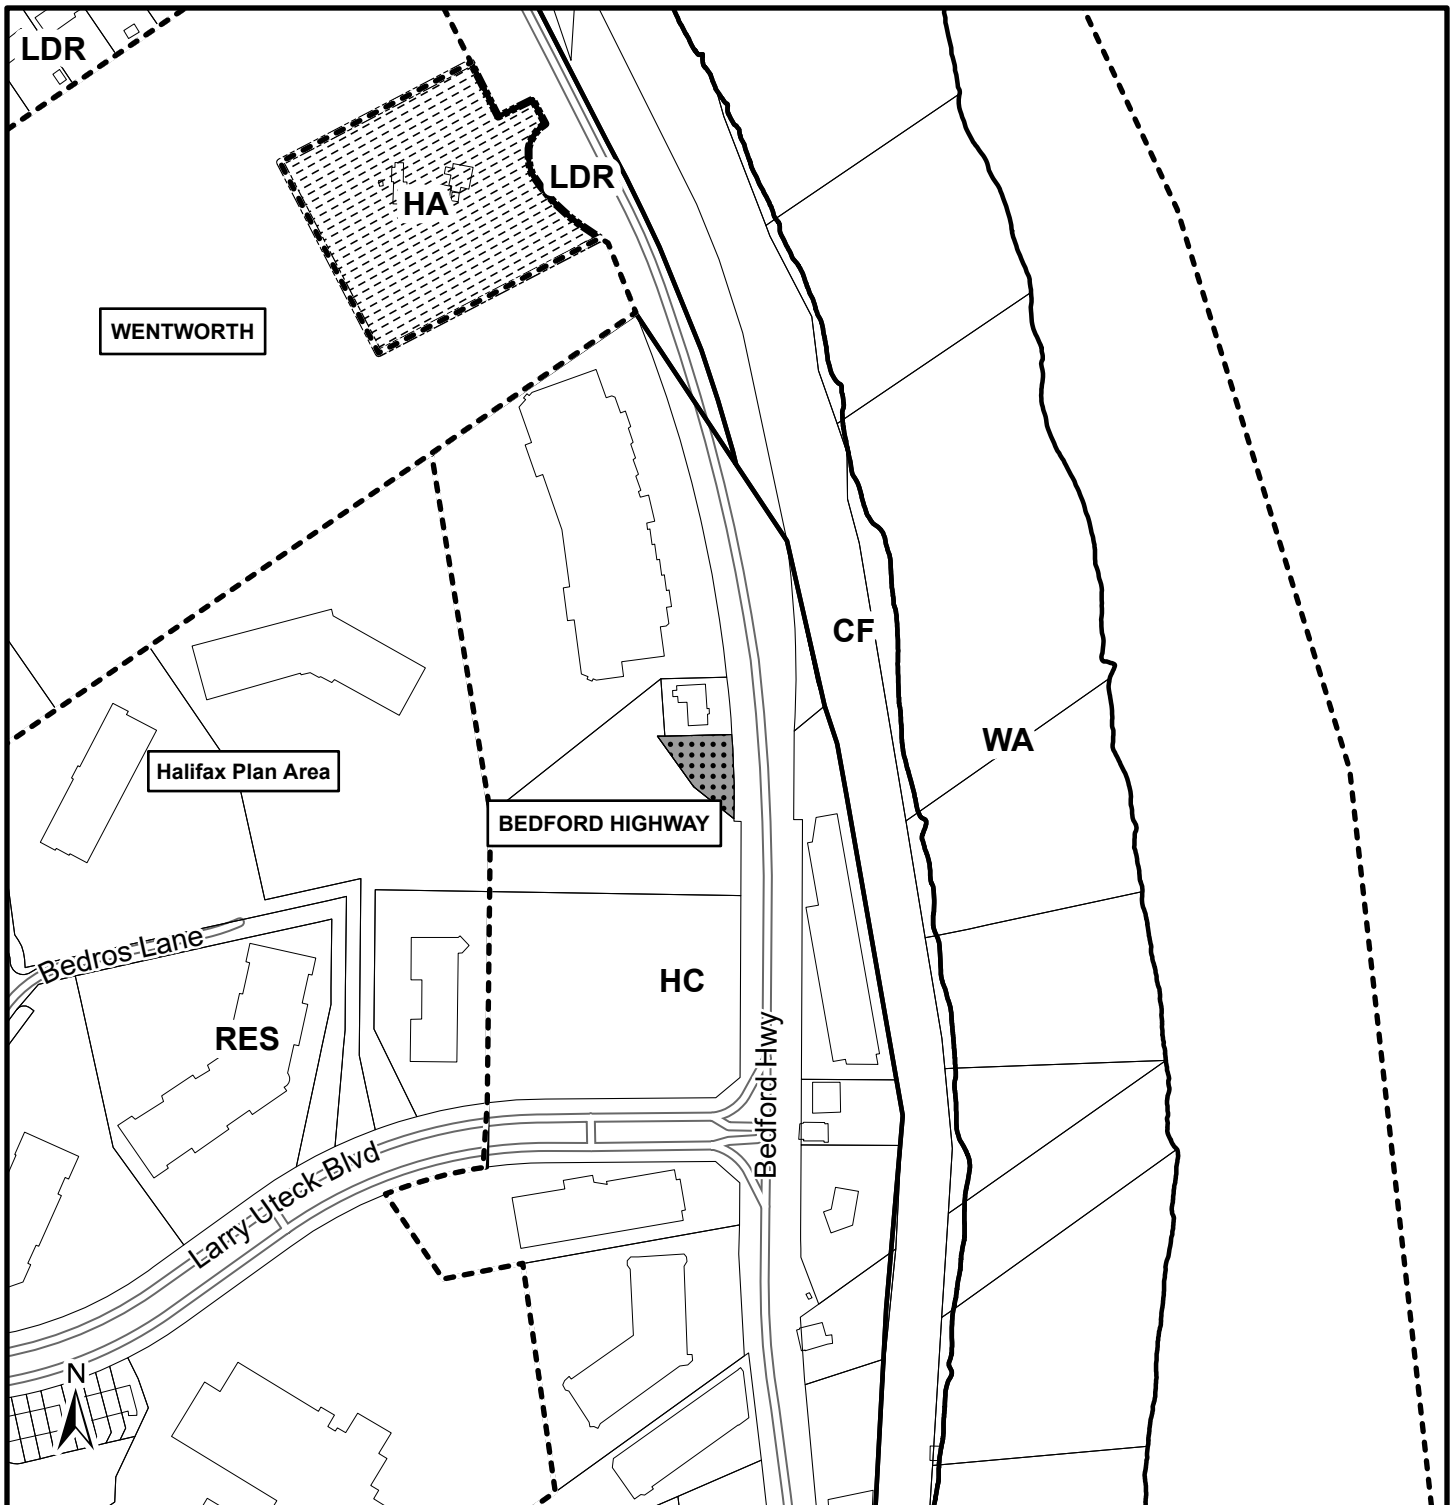 LDR
LDR
HA
WENTWORTH
CF
WA
Halifax Plan Area
BEDFORD HIGHWAY
Bedros Lane
HC
RES
Bedford Hwy
Larry Uteck Blvd
N